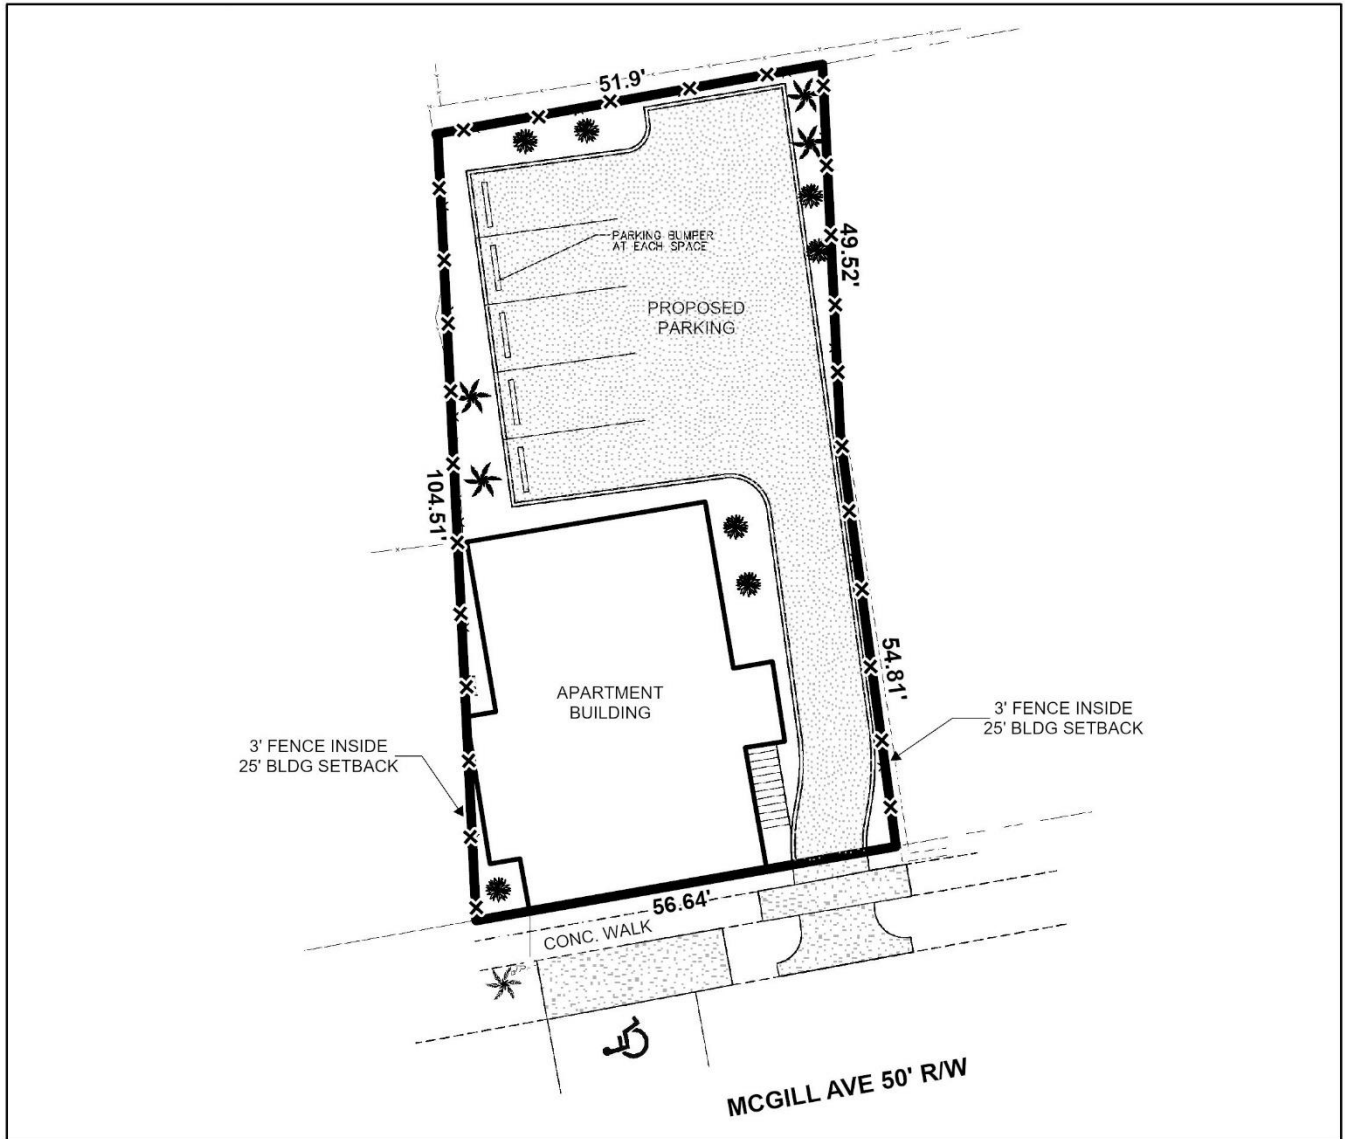 51.9'
PARKING BUMPER
AT EACH SPACE
49.52'
PROPOSED
PARKING
104.51'
54.81'
APARTMENT
BUILDING
3' FENCE INSIDE
25' BLDG SETBACK
3' FENCE INSIDE
25' BLDG SETBACK
56.64'
CONC. WALK
MCGILL AVE 50' R/W